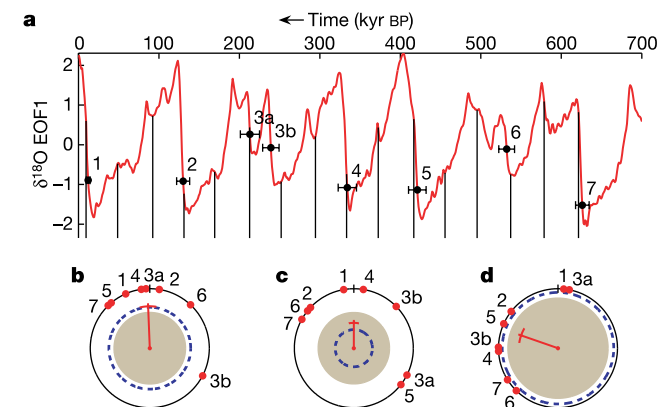 a
← Time (kyr BP)
0 100 200 300 400 500 600 700
δ18O EOF1
2
1
0
−1
−2
1
2
3a
3b
4
5
6
7
b
c
d
7 5 1 4 3a 2 6 3b
7 6 2 1 4 3b 3a 5
6 7 4 3b 5 2 1 3a